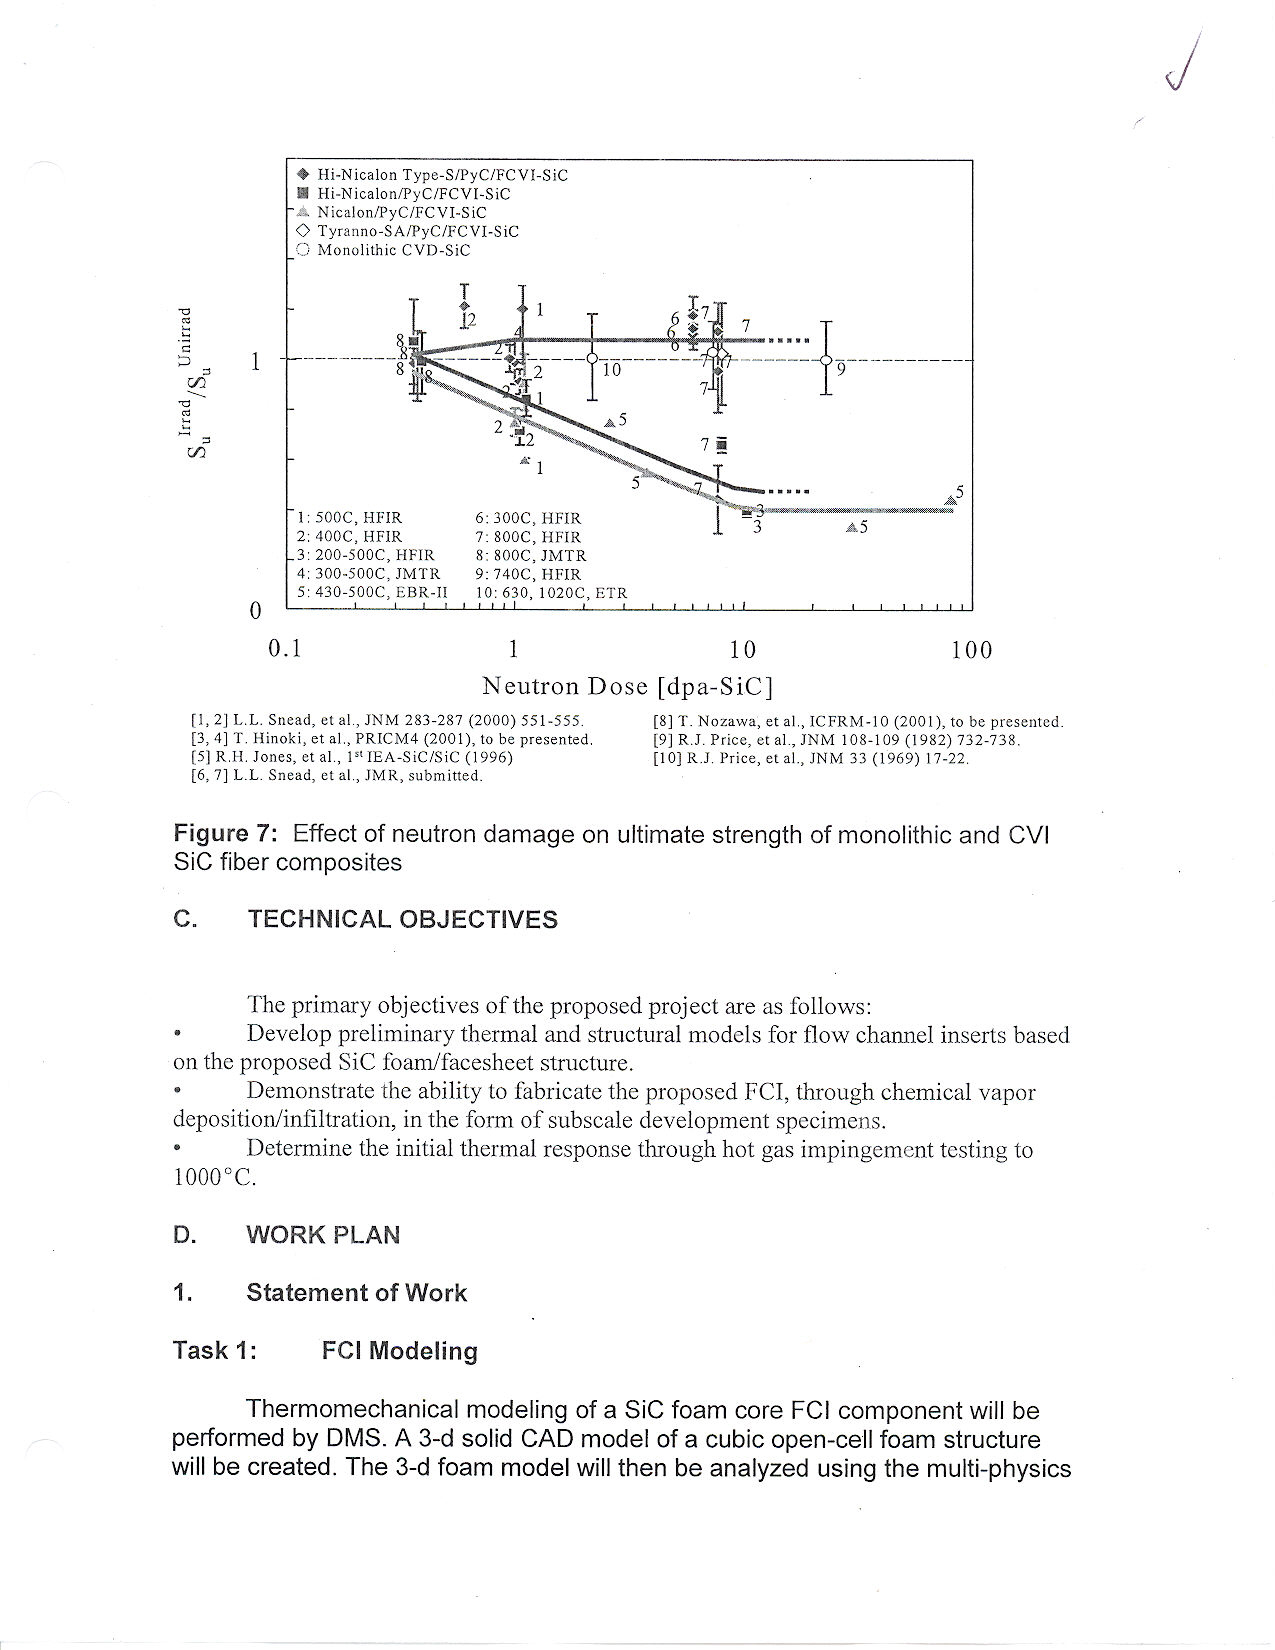 Hi-Nicalon Type-S/PyC/FCVI-SiC
Hi-Nicalon/PyC/FCVI-SiC
Nicalon/PyC/FCVI-SiC
Tyranno-SA/PyC/FCVI-SiC
Monolithic CVD-SiC
Su Irrad/Su Unirrad
1
0
1: 500C, HFIR
2: 400C, HFIR
3: 200-500C, HFIR
4: 300-500C, JMTR
5: 430-500C, EBR-II
6: 300C, HFIR
7: 800C, HFIR
8: 800C, JMTR
9: 740C, HFIR
10: 630, 1020C, ETR
0.1 1 10 100
Neutron Dose [dpa-SiC]
[1, 2] L.L. Snead, et al., JNM 283-287 (2000) 551-555.
[3, 4] T. Hinoki, et al., PRICM4 (2001), to be presented.
[5] R.H. Jones, et al., 1st IEA-SiC/SiC (1996)
[6, 7] L.L. Snead, et al., JMR, submitted.
[8] T. Nozawa, et al., ICFRM-10 (2001), to be presented.
[9] R.J. Price, et al., JNM 108-109 (1982) 732-738.
[10] R.J. Price, et al., JNM 33 (1969) 17-22.
Figure 7: Effect of neutron damage on ultimate strength of monolithic and CVI
SiC fiber composites
C. TECHNICAL OBJECTIVES
The primary objectives of the proposed project are as follows:
• Develop preliminary thermal and structural models for flow channel inserts based
on the proposed SiC foam/facesheet structure.
• Demonstrate the ability to fabricate the proposed FCI, through chemical vapor
deposition/infiltration, in the form of subscale development specimens.
• Determine the initial thermal response through hot gas impingement testing to
1000°C.
D. WORK PLAN
1. Statement of Work
Task 1: FCI Modeling
Thermomechanical modeling of a SiC foam core FCI component will be
performed by DMS. A 3-d solid CAD model of a cubic open-cell foam structure
will be created. The 3-d foam model will then be analyzed using the multi-physics